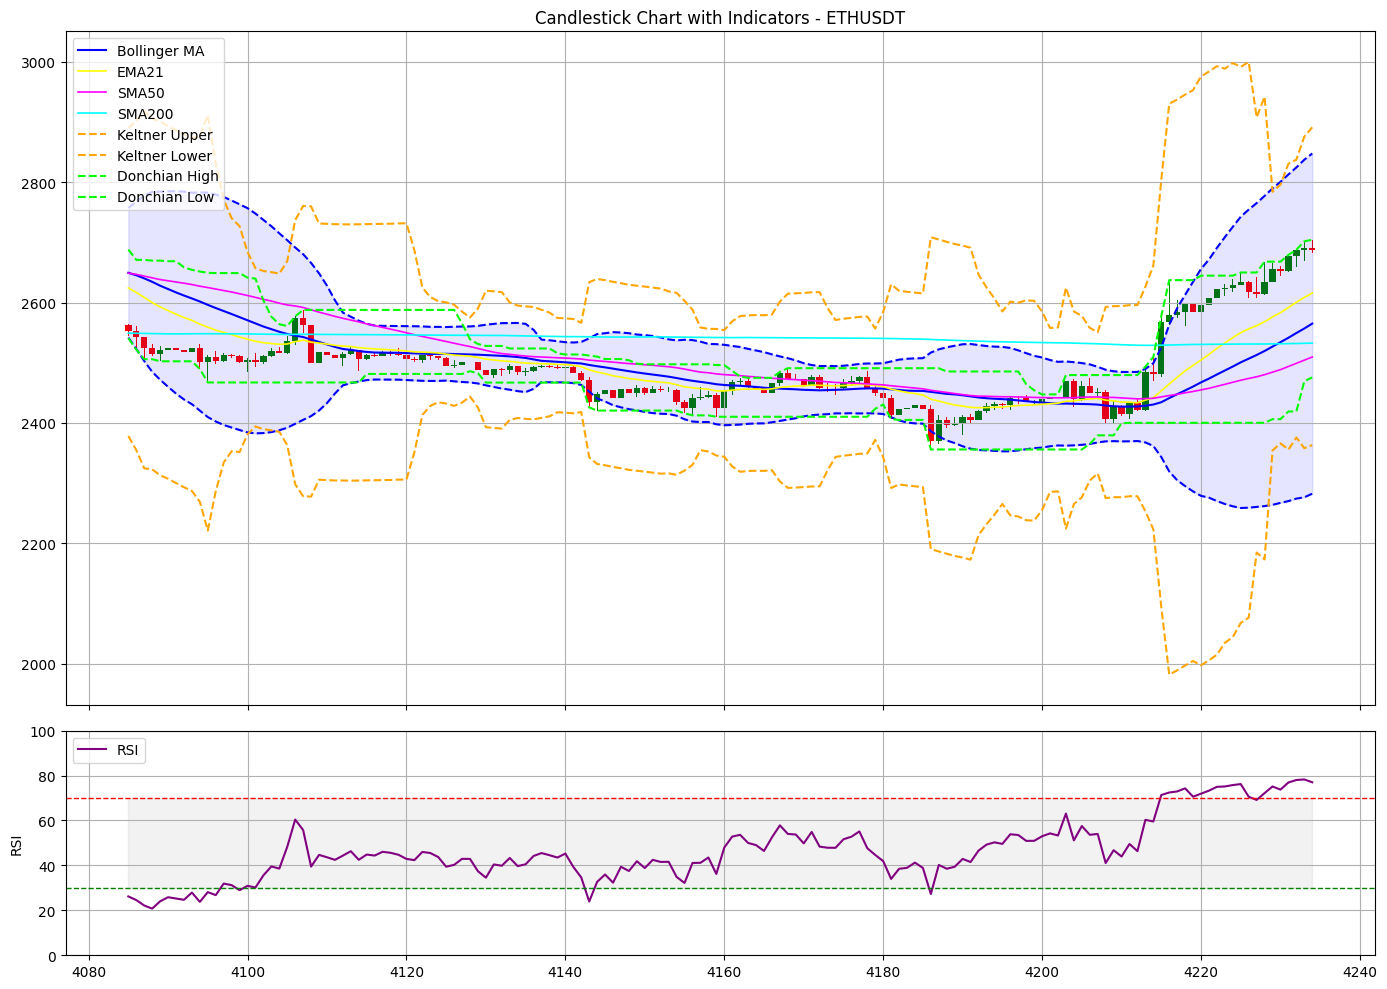 Candlestick Chart with Indicators - ETHUSDT
3000
2800
2600
2400
2200
2000
Bollinger MA
EMA21
SMA50
SMA200
Keltner Upper
Keltner Lower
Donchian High
Donchian Low
100
80
60
40
20
0
RSI
RSI
4080 4100 4120 4140 4160 4180 4200 4220 4240